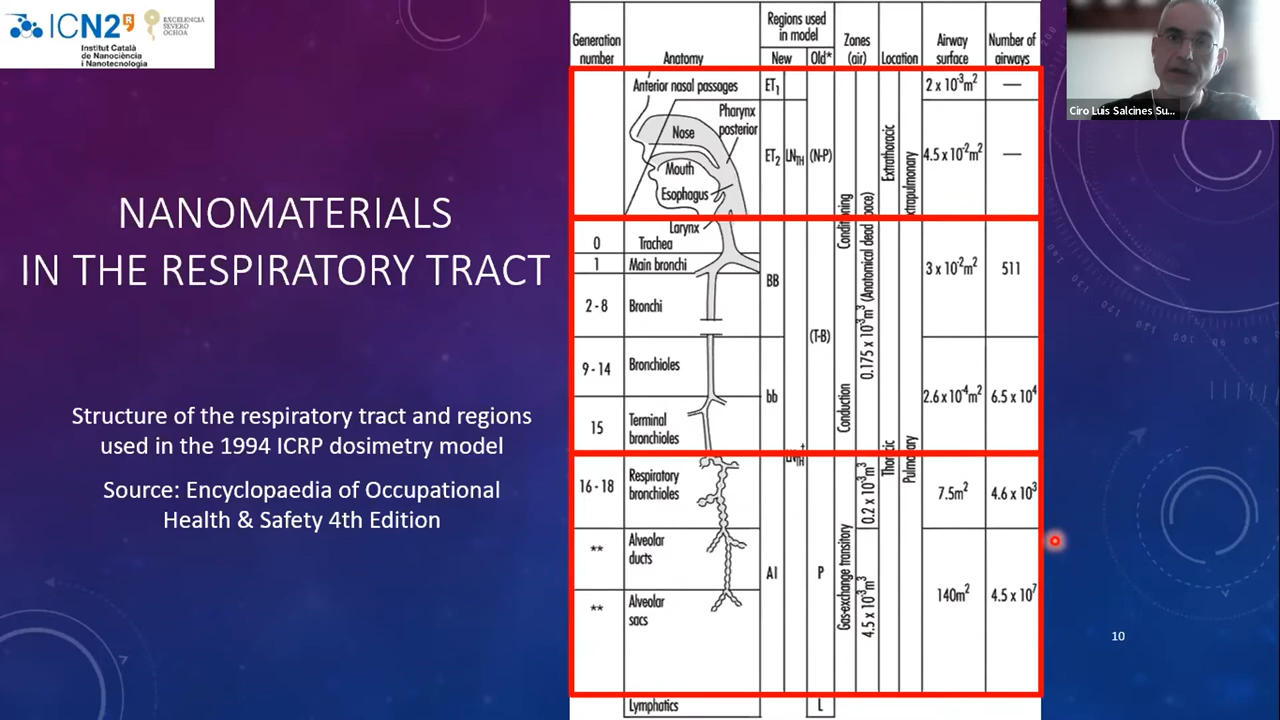 ICN2
EXCELENCIA
SEVERO
OCHOA
Institut Català
de Nanociència
i Nanotecnologia
NANOMATERIALS
IN THE RESPIRATORY TRACT
Structure of the respiratory tract and regions
used in the 1994 ICRP dosimetry model
Source: Encyclopaedia of Occupational
Health & Safety 4th Edition
Generation
number
Anatomy
Regions used
in model
New
Old*
Zones
(air)
Location
Airway
surface
Number of
airways
Anterior nasal passages
ET₁
2 x 10⁻³m²
—
Nose
Pharynx
posterior
Mouth
Esophagus
ET₂
LN_TH
(N-P)
Extrathoracic
xtrapulmonary
4.5 x 10⁻²m²
—
Larynx
0
Trachea
1
Main bronchi
2 - 8
Bronchi
BB
Conditioning
0.175 x 10⁻³m³ (Anatomical dead pace)
3 x 10⁻²m²
511
(T-B)
9 - 14
Bronchioles
bb
15
Terminal
bronchioles
Conduction
2.6 x 10⁻⁴m²
6.5 x 10⁴
Pulmonary
16 - 18
Respiratory
bronchioles
0.2 x 10⁻³m³
7.5m²
4.6 x 10³
**
Alveolar
ducts
AI
P
Gas-exchange transitory
4.5 x 10⁻³m³
140m²
4.5 x 10⁷
**
Alveolar
sacs
Lymphatics
L
Ciro Luis Salcines Su...
10